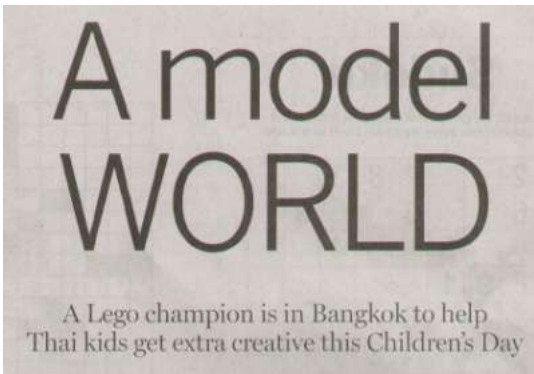 A model
WORLD
A Lego champion is in Bangkok to help
Thai kids get extra creative this Children's Day